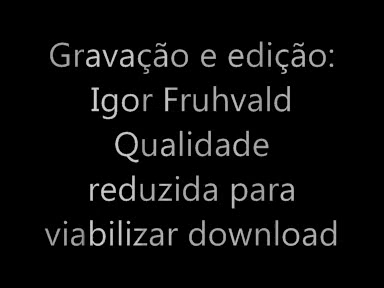 Gravação e edição:
Igor Fruhvald
Qualidade
reduzida para
viabilizar download